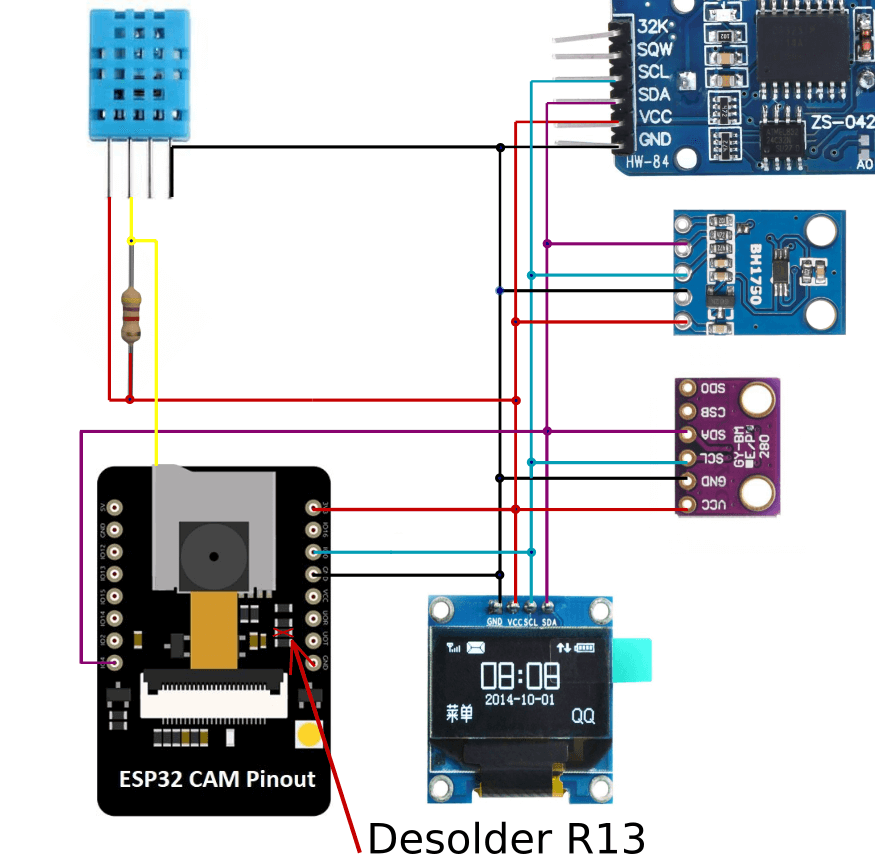 32K
SQW
SCL
SDA
VCC
GND
HW-84
ZS-042
A0
BH1750
SDO
CSB
SDA
SCL
GND
VCC
GY-BM
E/P
280
5V
GND
IO12
IO13
IO15
IO14
IO2
IO4
3V3
IO16
IO0
GND
VCC
UOR
UOT
GND
ESP32 CAM Pinout
GND VCC SCL SDA
08:08
2014-10-01
菜单 QQ
Desolder R13